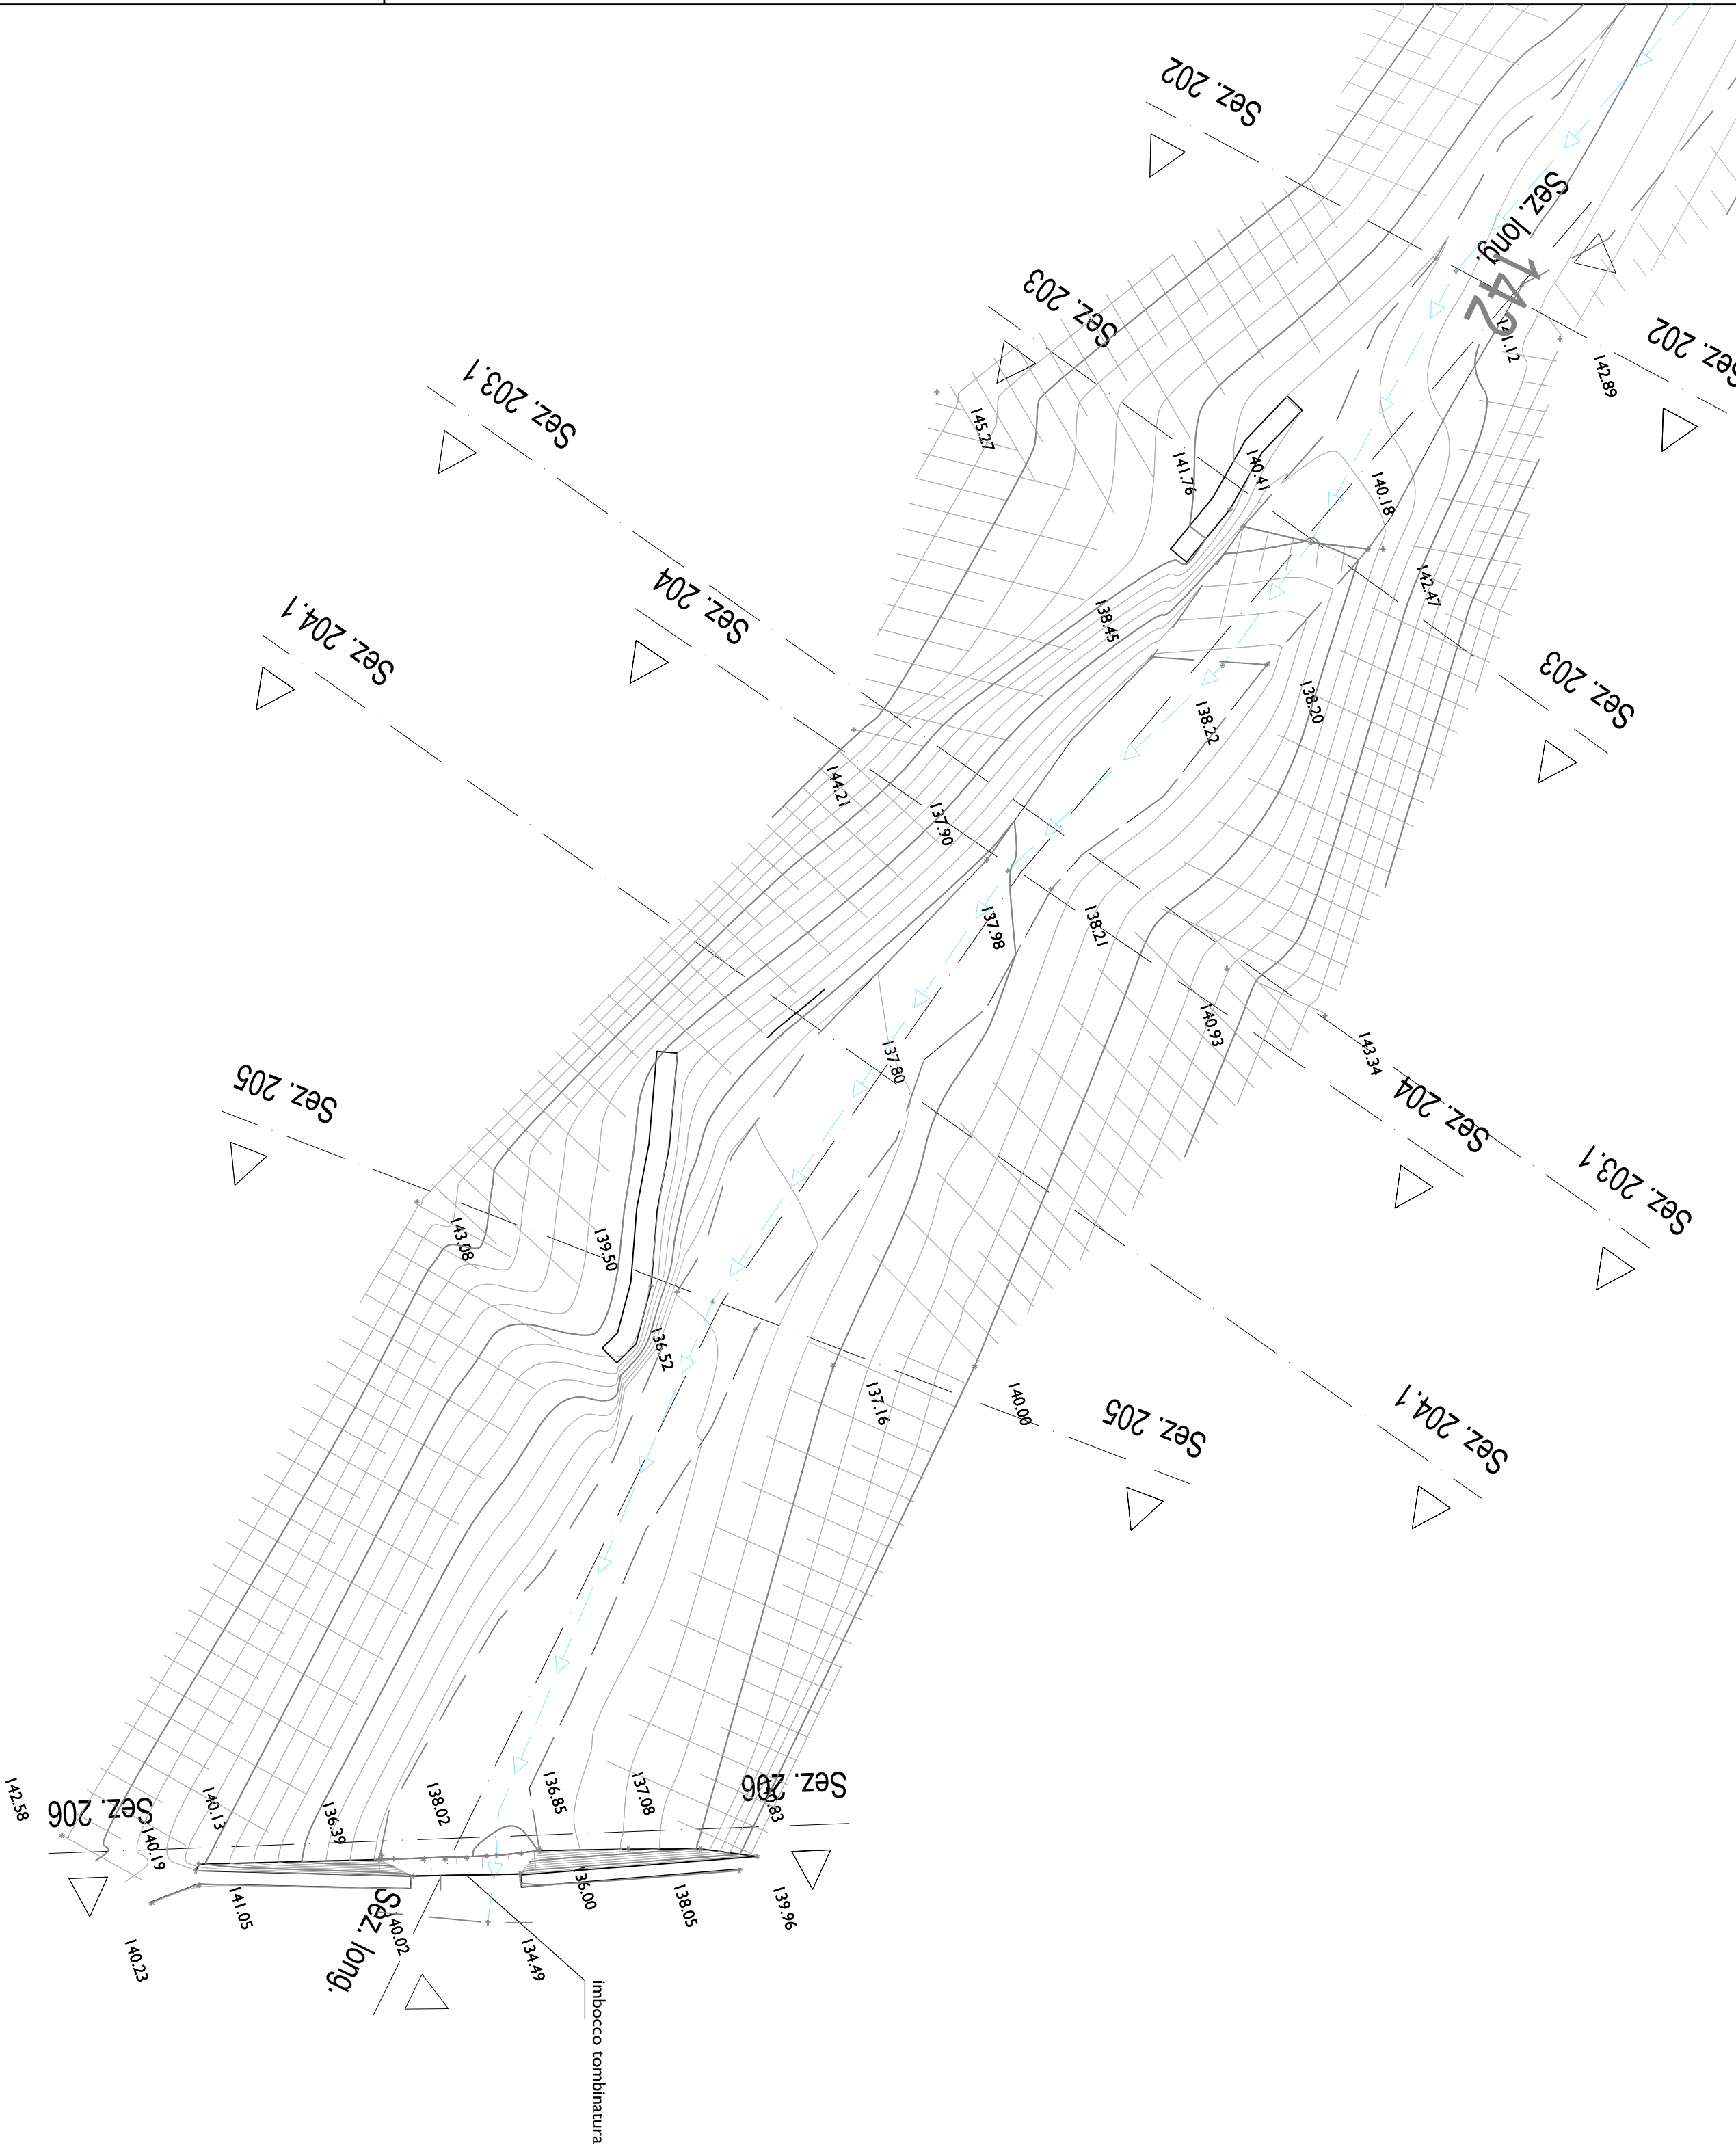 Sez. 202
Sez. long.
142
141.12
142.89
Sez. 202
Sez. 203
145.27
141.76
140.41
140.18
142.47
Sez. 203
Sez. 203.1
138.45
138.20
138.22
Sez. 204
Sez. 204.1
144.21
137.90
137.98
138.21
140.93
143.34
Sez. 204
Sez. 203.1
137.80
Sez. 205
143.08
139.50
136.52
137.16
140.00
Sez. 205
Sez. 204.1
142.58
Sez. 206
140.19
140.13
136.39
138.02
136.85
137.08
Sez. 206
140.23
141.05
Sez. long.
140.02
134.49
136.00
138.05
139.96
imbocco tombinatura